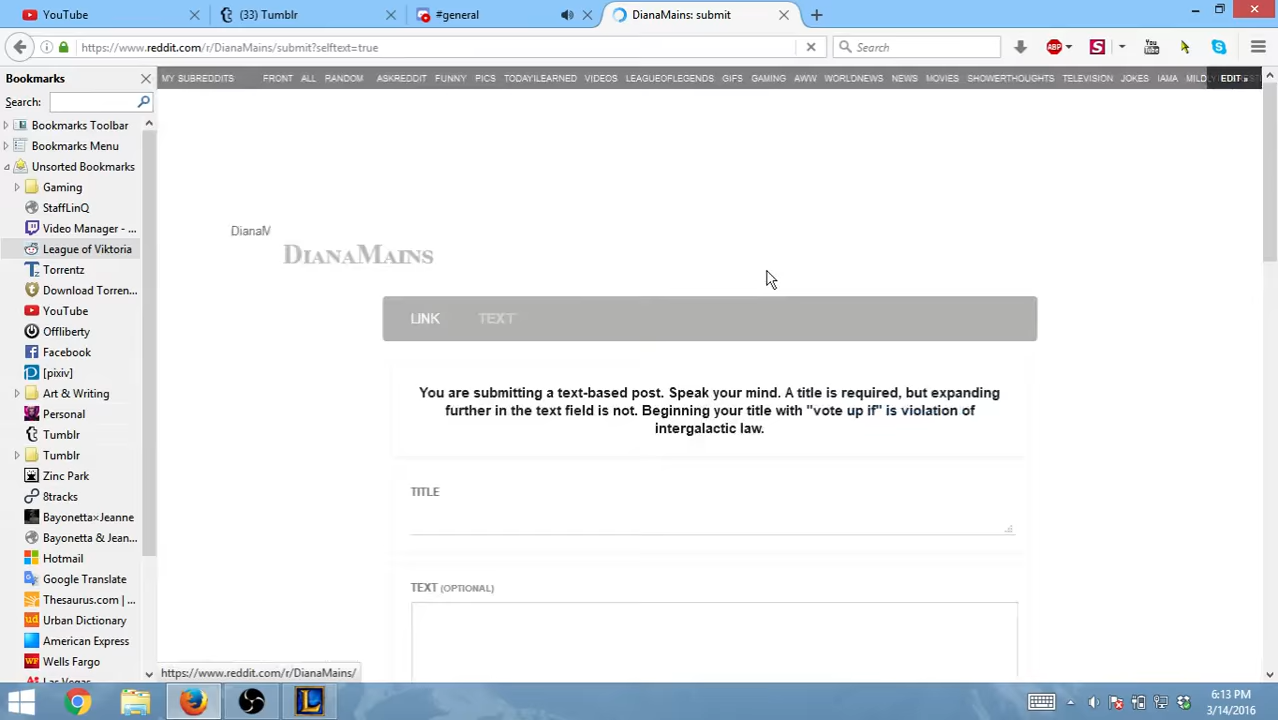 YouTube
(33) Tumblr
#general
DianaMains: submit
https://www.reddit.com/r/DianaMains/submit?selftext=true
Search
ABP
S
You Tube
Bookmarks
MY SUBREDDITS FRONT ALL RANDOM ASKREDDIT FUNNY PICS TODAYILEARNED VIDEOS LEAGUEOFLEGENDS GIFS GAMING AWW WORLDNEWS NEWS MOVIES SHOWERTHOUGHTS TELEVISION JOKES IAMA EDIT »
Search:
Bookmarks Toolbar
Bookmarks Menu
Unsorted Bookmarks
Gaming
StaffLinQ
Video Manager - ...
League of Viktoria
Torrentz
Download Torren...
YouTube
Offliberty
Facebook
[pixiv]
Art & Writing
Personal
Tumblr
Tumblr
Zinc Park
8tracks
Bayonetta×Jeanne
Bayonetta & Jean...
Hotmail
Google Translate
Thesaurus.com | ...
Urban Dictionary
American Express
Wells Fargo
Las Vegas
DianaM
DIANAMAINS
LINK TEXT
You are submitting a text-based post. Speak your mind. A title is required, but expanding
further in the text field is not. Beginning your title with "vote up if" is violation of
intergalactic law.
TITLE
TEXT (OPTIONAL)
https://www.reddit.com/r/DianaMains/
6:13 PM
3/14/2016